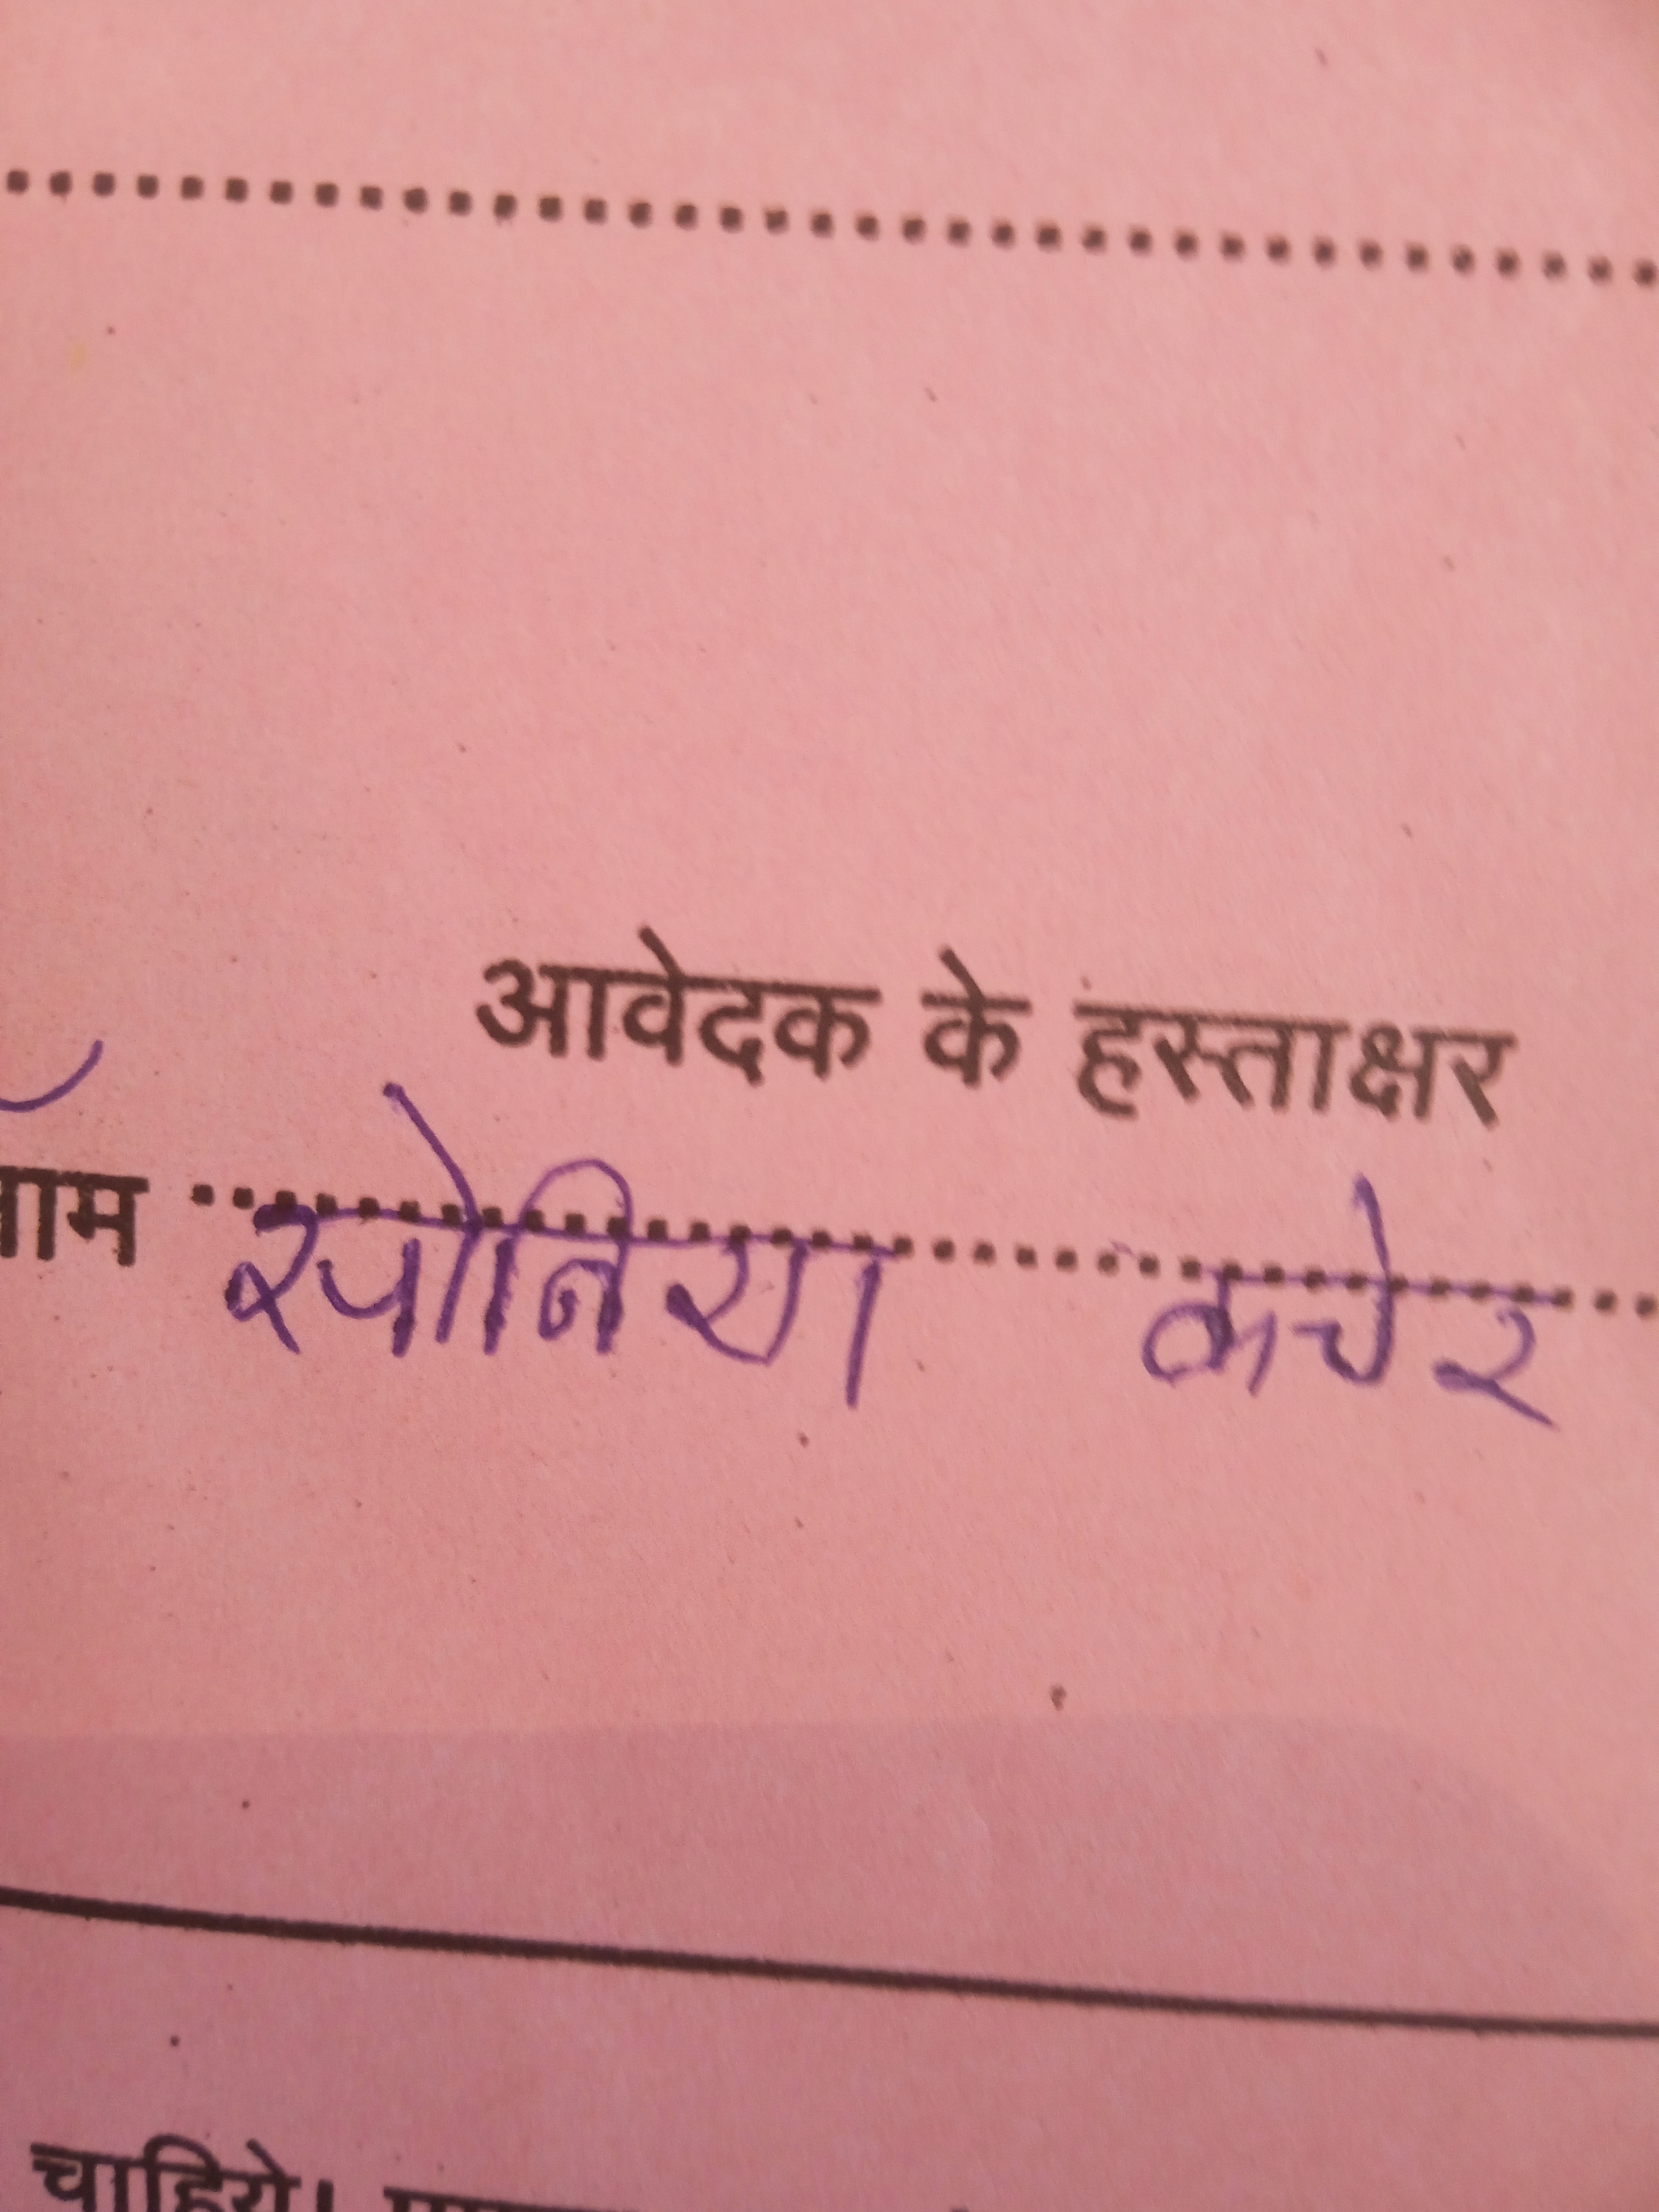 आवेदक के हस्ताक्षर
नाम सोनिया कचेर
चाहिये।